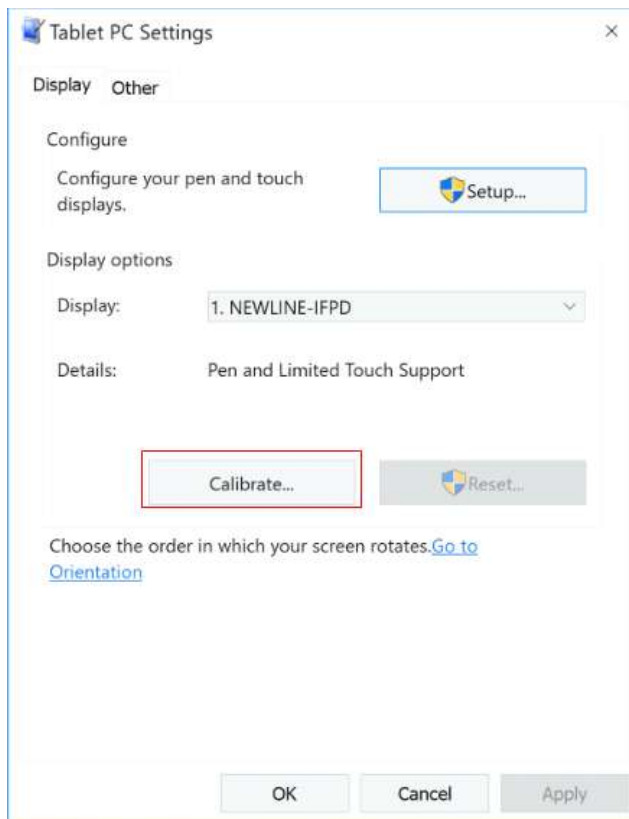 Tablet PC Settings
Display
Other
Configure
Configure your pen and touch
displays.
Setup...
Display options
Display:
1. NEWLINE-IFPD
Details:
Pen and Limited Touch Support
Calibrate...
Reset...
Choose the order in which your screen rotates.Go to
Orientation
OK
Cancel
Apply